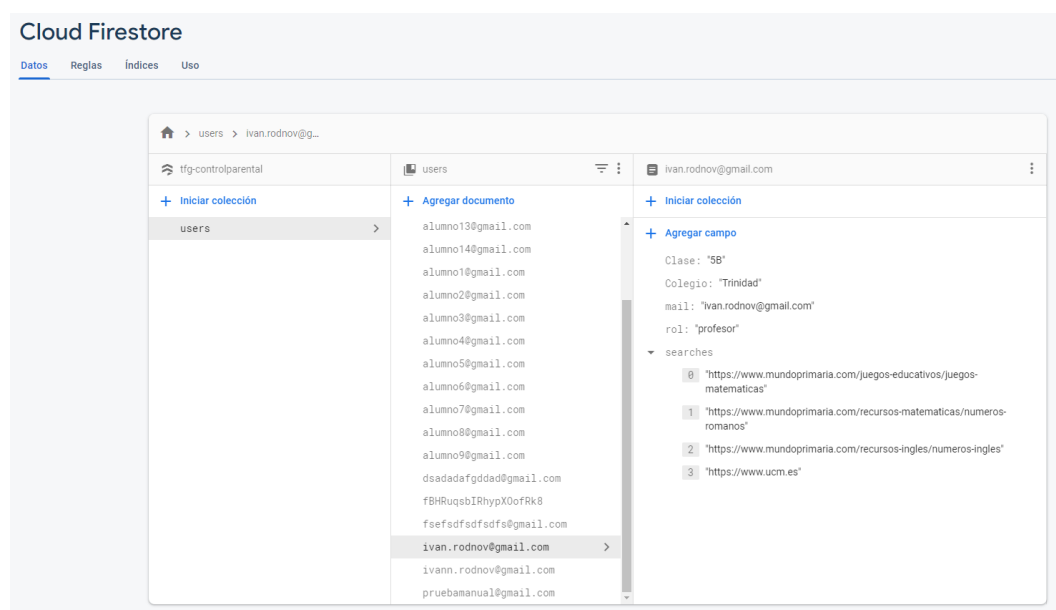 Cloud Firestore
Datos Reglas Índices Uso
users ivan.rodnov@g...
tfg-controlparental
Iniciar colección
users
users
Agregar documento
alumno13@gmail.com
alumno14@gmail.com
alumno1@gmail.com
alumno2@gmail.com
alumno3@gmail.com
alumno4@gmail.com
alumno5@gmail.com
alumno6@gmail.com
alumno7@gmail.com
alumno8@gmail.com
alumno9@gmail.com
dsadadafgddad@gmail.com
fBHRuqsbIRhypXOofRk8
fsefsdfsdfsdfs@gmail.com
ivan.rodnov@gmail.com
ivann.rodnov@gmail.com
pruebamanual@gmail.com
ivan.rodnov@gmail.com
Iniciar colección
Agregar campo
Clase: "5B"
Colegio: "Trinidad"
mail: "ivan.rodnov@gmail.com"
rol: "profesor"
searches
0 "https://www.mundoprimaria.com/juegos-educativos/juegos-
matematicas"
1 "https://www.mundoprimaria.com/recursos-matematicas/numeros-
romanos"
2 "https://www.mundoprimaria.com/recursos-ingles/numeros-ingles"
3 "https://www.ucm.es"